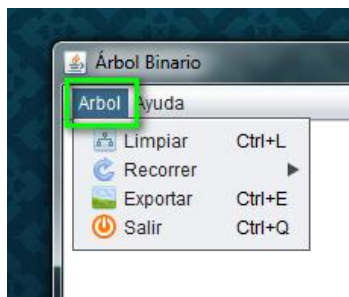 Árbol Binario
Arbol Ayuda
Limpiar Ctrl+L
Recorrer
Exportar Ctrl+E
Salir Ctrl+Q